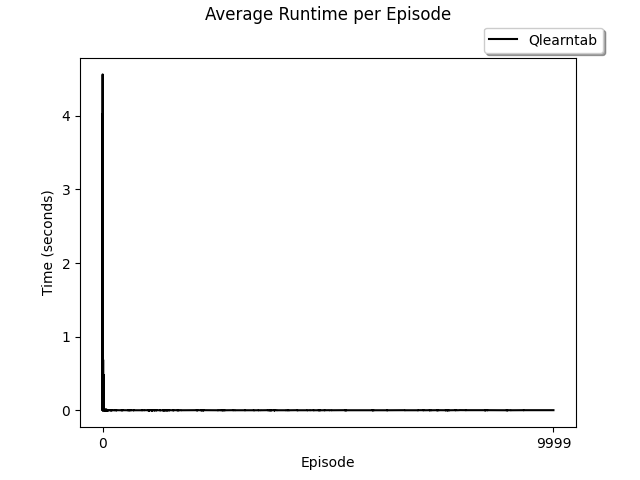 Average Runtime per Episode
Qlearntab
4
3
2
1
0
Time (seconds)
0 9999
Episode